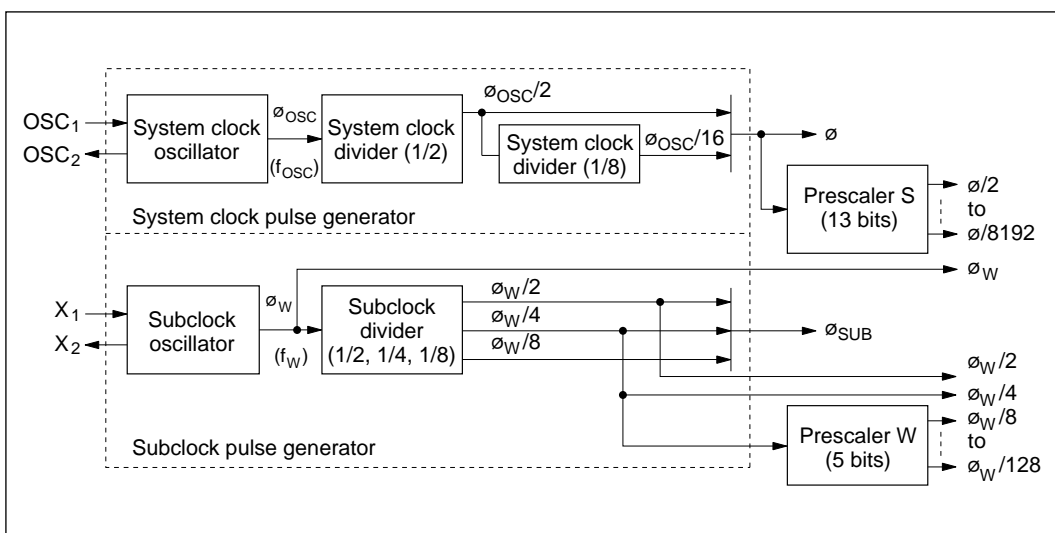 OSC1
OSC2
System clock
oscillator
øOSC
(fOSC)
System clock
divider (1/2)
øOSC/2
System clock
divider (1/8)
øOSC/16
ø
System clock pulse generator
Prescaler S
(13 bits)
ø/2
to
ø/8192
øW
X1
X2
Subclock
oscillator
øW
(fW)
Subclock
divider
(1/2, 1/4, 1/8)
øW/2
øW/4
øW/8
øSUB
øW/2
øW/4
Subclock pulse generator
Prescaler W
(5 bits)
øW/8
to
øW/128